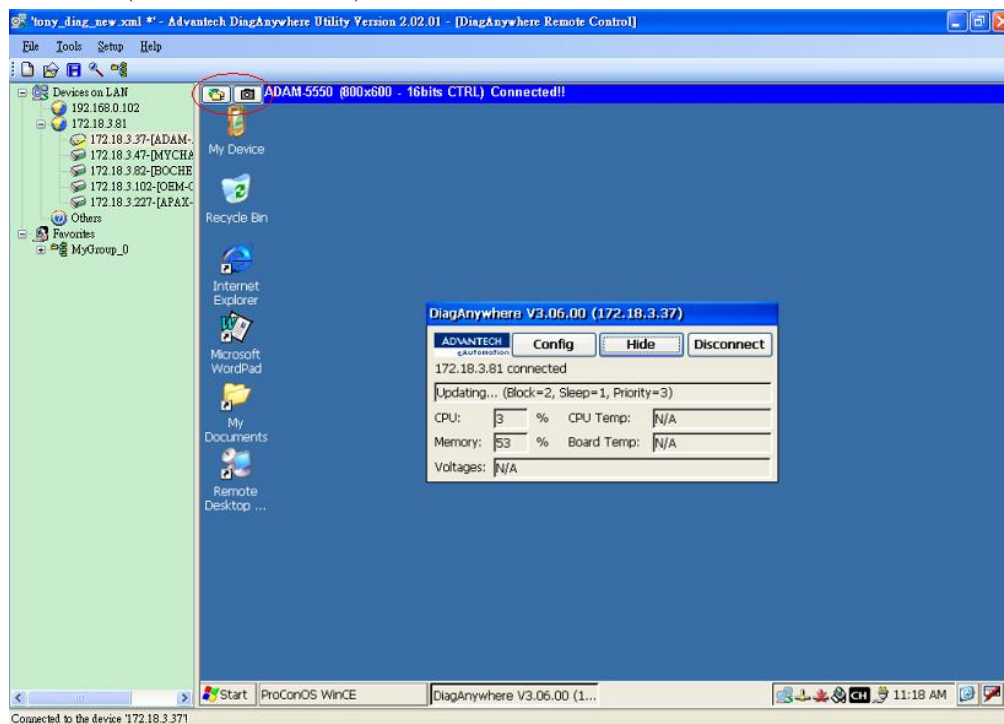 'tony_diag_new.xml *' - Advantech DiagAnywhere Utility Version 2.02.01 - [DiagAnywhere Remote Control]
File Tools Setup Help
Devices on LAN
192.168.0.102
172.18.3.81
172.18.3.37-[ADAM-
172.18.3.47-[MYCHA
172.18.3.82-[BOCHE
172.18.3.102-[OEM-C
172.18.3.227-[APAX-
Others
Favorites
MyGroup_0
ADAM-5550 (800x600 - 16bits CTRL) Connected!!
My Device
Recycle Bin
Internet
Explorer
Microsoft
WordPad
My
Documents
Remote
Desktop ...
DiagAnywhere V3.06.00 (172.18.3.37)
ADVANTECH
eAutomation
Config Hide Disconnect
172.18.3.81 connected
Updating... (Block=2, Sleep=1, Priority=3)
CPU: 3 % CPU Temp: N/A
Memory: 53 % Board Temp: N/A
Voltages: N/A
Start ProConOS WinCE DiagAnywhere V3.06.00 (1... CH 11:18 AM
Connected to the device '172.18.3.37'